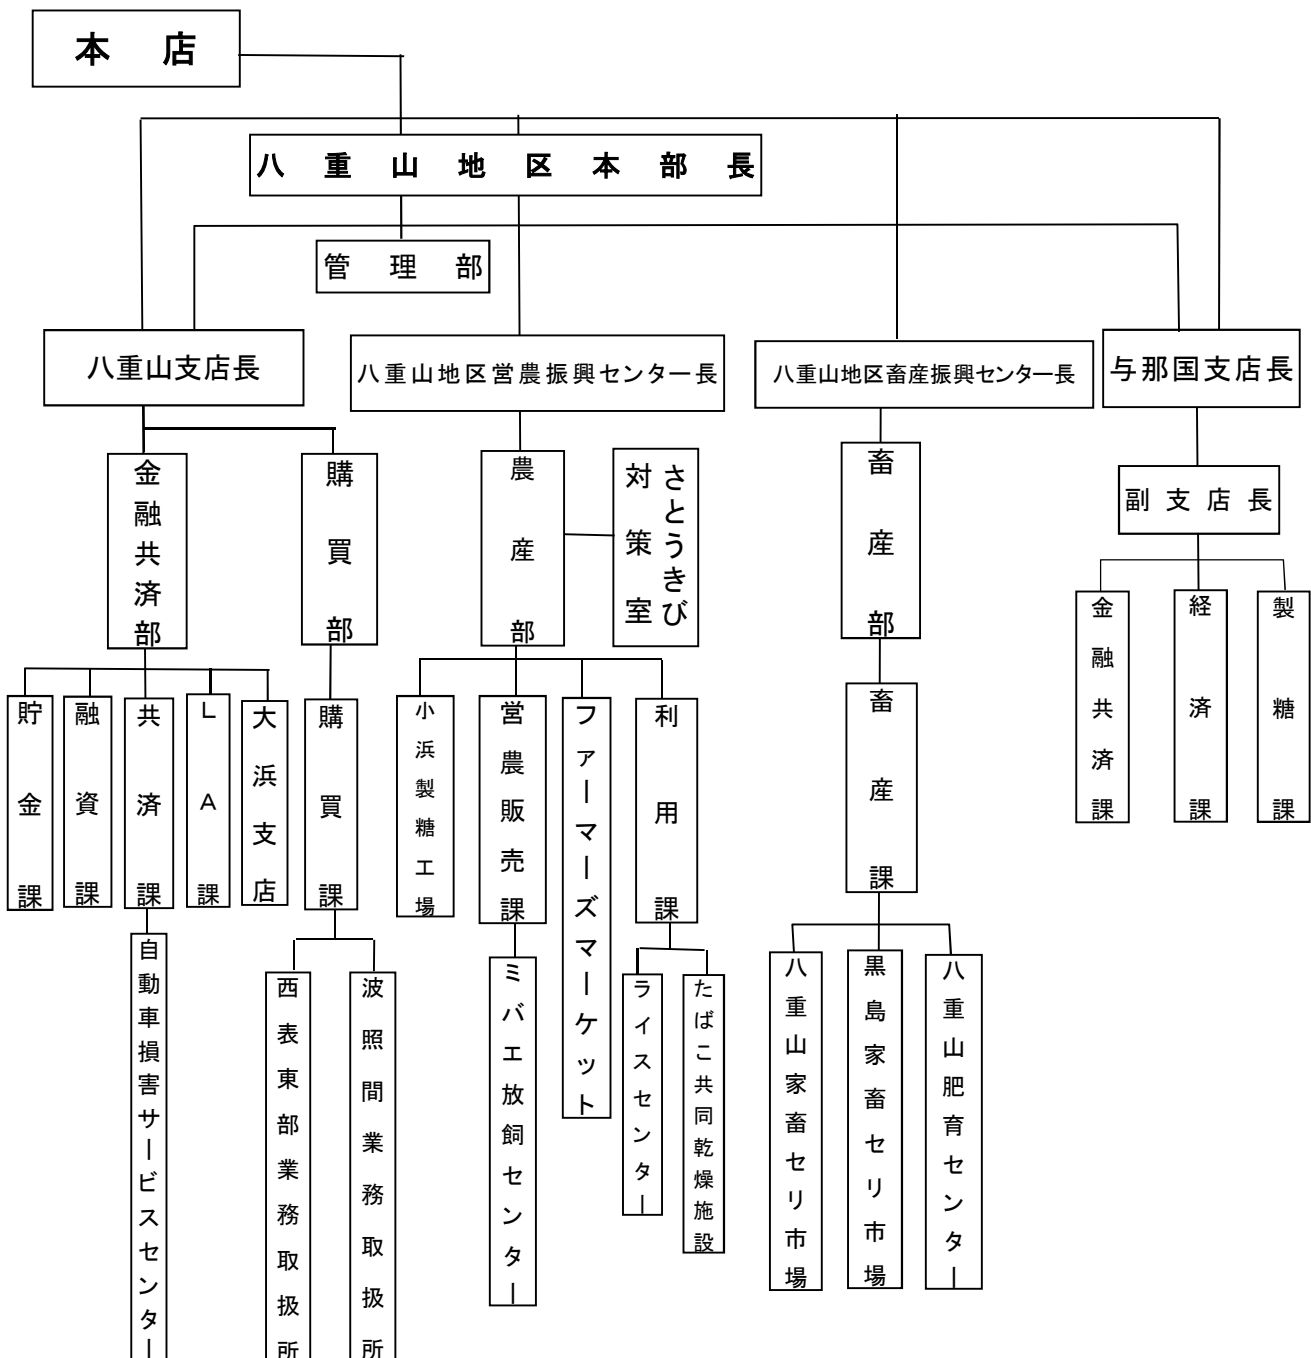 本店
八重山地区本部長
管理部
八重山支店長
八重山地区営農振興センター長
八重山地区畜産振興センター長
与那国支店長
副支店長
金融共済部
購買部
農産部
さとうきび
対策室
畜産部
金融共済課
経済課
製糖課
貯金課
融資課
共済課
LA課
大浜支店
購買課
小浜製糖工場
営農販売課
ファーマーズマーケット
利用課
畜産課
自動車損害サービスセンター
西表東部業務取扱所
波照間業務取扱所
ミバエ放飼センター
ライスセンター
たばこ共同乾燥施設
八重山家畜セリ市場
黒島家畜セリ市場
八重山肥育センター